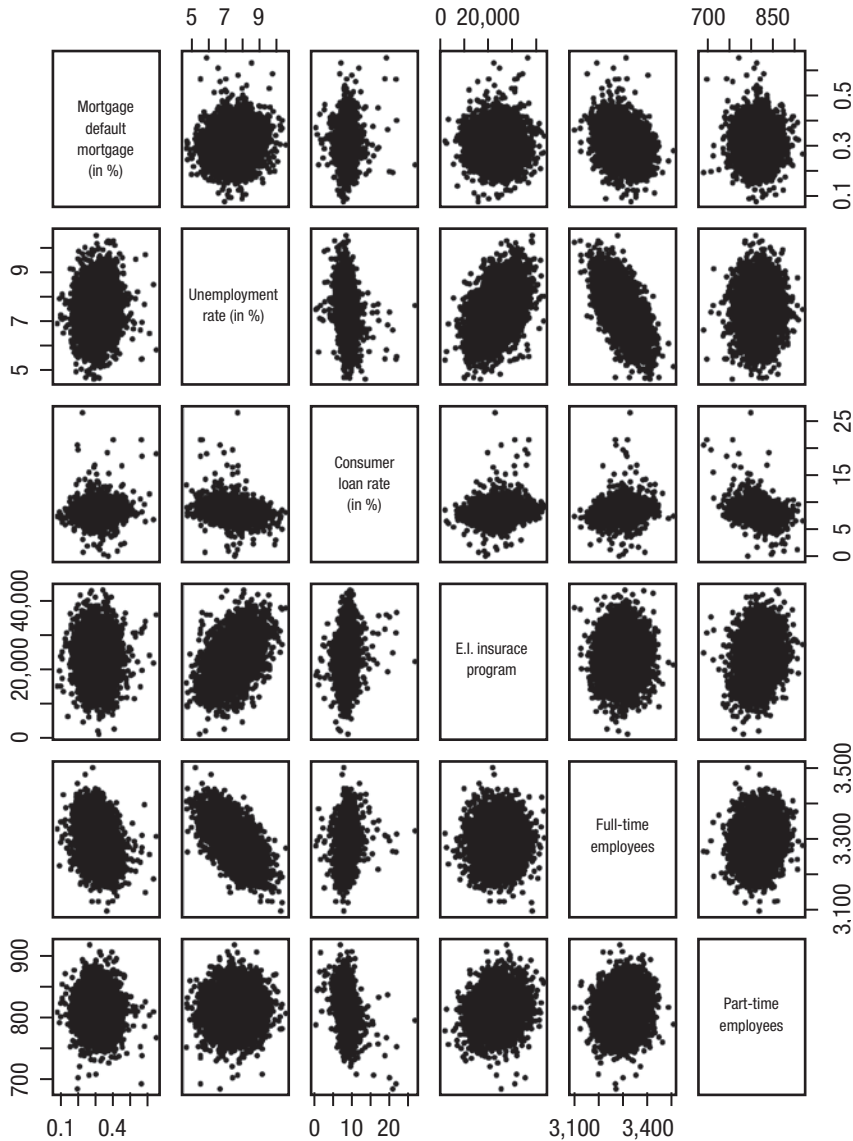 5 7 9
0 20,000
700 850
Mortgage
default
mortgage
(in %)
0.1 0.3 0.5
5 7 9
Unemployment
rate (in %)
Consumer
loan rate
(in %)
0 5 15 25
0 20,000 40,000
E.I. insurace
program
Full-time
employees
3,100 3,300 3,500
700 800 900
Part-time
employees
0.1 0.4
0 10 20
3,100 3,400